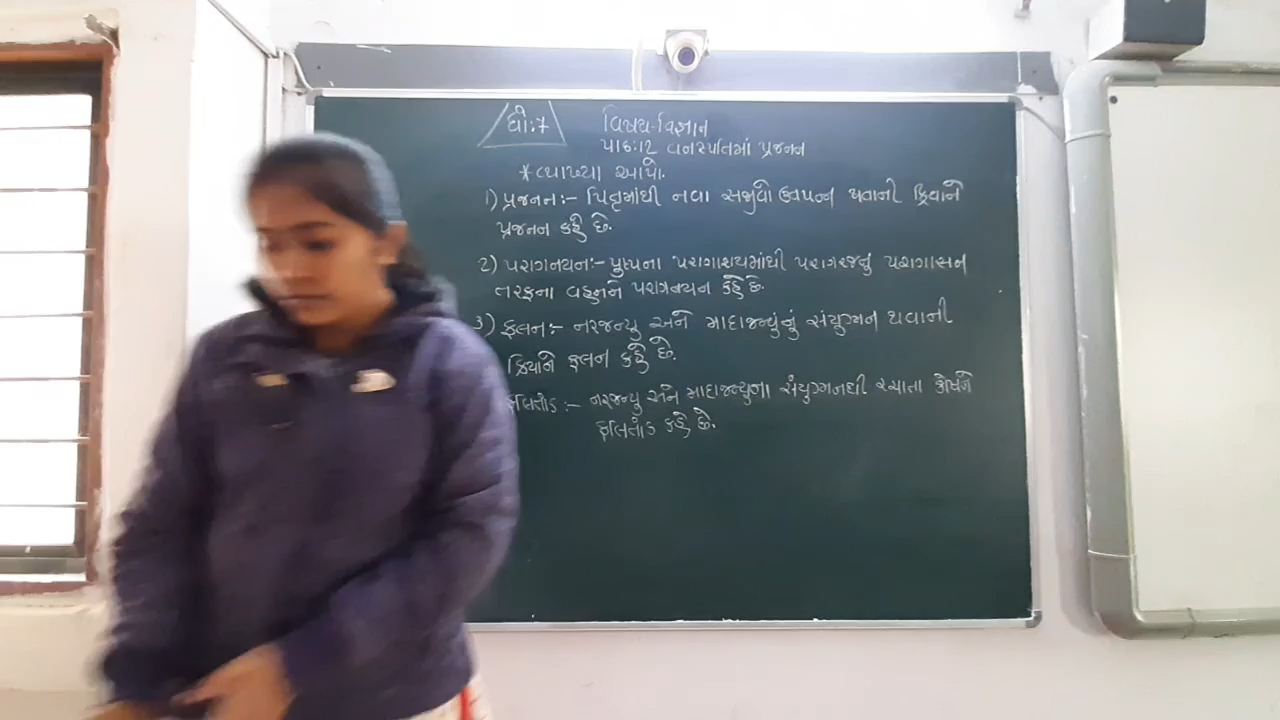 ધો:7
વિષય-વિજ્ઞાન
પાઠ:12 વનસ્પતિમાં પ્રજનન
* વ્યાખ્યા આપો.
1) પ્રજનન:- પિતૃમાંથી નવા સજીવો ઉત્પન્ન થવાની ક્રિયાને
પ્રજનન કહે છે.
2) પરાગનયન:- પુષ્પના પરાગાશયમાંથી પરાગરજનું પરાગાસન
તરફના વહનને પરાગનયન કહે છે.
3) ફલન:- નરજન્યુ અને માદાજન્યુનું સંયુગ્મન થવાની
ક્રિયાને ફલન કહે છે.
ફલિતાંડ:- નરજન્યુ અને માદાજન્યુના સંયુગ્મનથી રચાતા કોષને
ફલિતાંડ કહે છે.